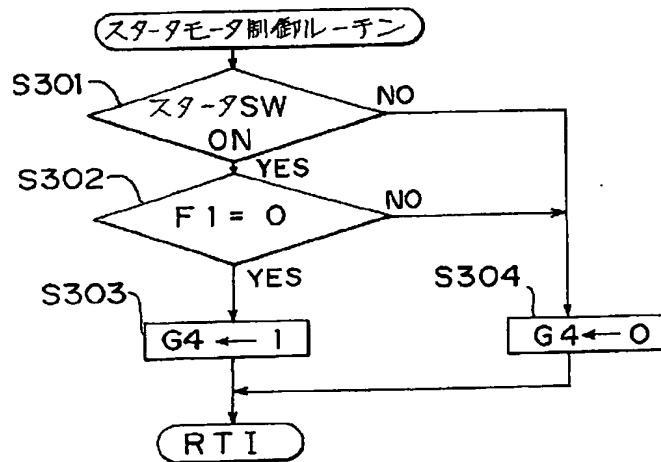 スタータモータ制御ルーチン
S301
スタータSW
ON
NO
YES
S302
F1=0
NO
YES
S303
G4 ← 1
S304
G4 ← 0
RTI